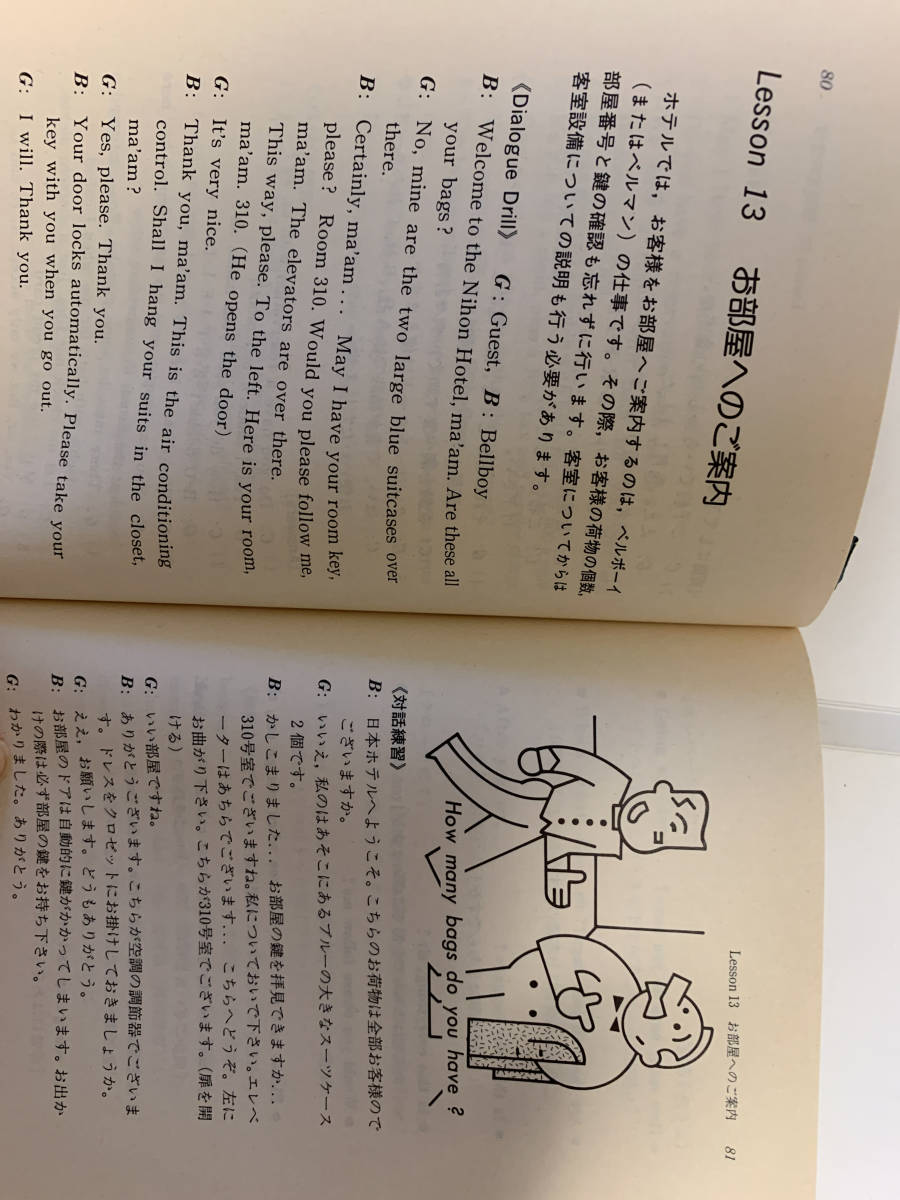 80
Lesson 13 お部屋へのご案内
ホテルでは，お客様をお部屋へご案内するのは，ベルボーイ
（またはベルマン）の仕事です。その際，お客様の荷物の個数，
部屋番号と鍵の確認も忘れずに行います。客室についてからは
客室設備についての説明も行う必要があります。
《Dialogue Drill》 G : Guest, B : Bellboy
B: Welcome to the Nihon Hotel, ma'am. Are these all
your bags?
G: No, mine are the two large blue suitcases over
there.
B: Certainly, ma'am… May I have your room key,
please? Room 310. Would you please follow me,
ma'am. The elevators are over there.
This way, please. To the left. Here is your room,
ma'am. 310. (He opens the door)
G: It's very nice.
B: Thank you, ma'am. This is the air conditioning
control. Shall I hang your suits in the closet,
ma'am?
G: Yes, please. Thank you.
B: Your door locks automatically. Please take your
key with you when you go out.
G: I will. Thank you.
Lesson 13 お部屋へのご案内 81
How many bags do you have ?
《対話練習》
B: 日本ホテルへようこそ。こちらのお荷物は全部お客様ので
ございますか。
G: いいえ，私のはあそこにあるブルーの大きなスーツケース
2個です。
B: かしこまりました… お部屋の鍵を拝見できますか…
310号室でございますね。私についておいで下さい。エレベ
ーターはあちらでございます… こちらへどうぞ。左に
お曲がり下さい。こちらが310号室でございます。（扉を開
ける）
G: いい部屋ですね。
B: ありがとうございます。こちらが空調の調節器でございま
す。ドレスをクロゼットにお掛けしておきましょうか。
G: ええ，お願いします。どうもありがとう。
B: お部屋のドアは自動的に鍵がかかってしまいます。お出か
けの際は必ず部屋の鍵をお持ち下さい。
G: わかりました。ありがとう。